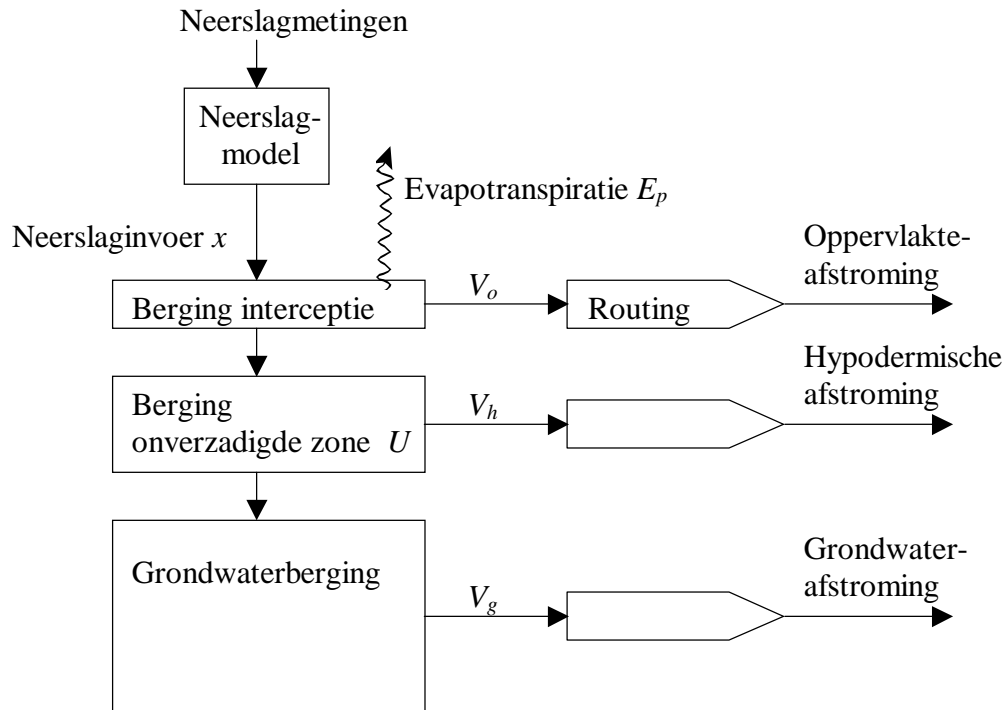 Neerslagmetingen
Neerslag-
model
Evapotranspiratie E_p
Neerslaginvoer x
Oppervlakte-
afstroming
Berging interceptie
V_o
Routing
Hypodermische
afstroming
Berging
onverzadigde zone U
V_h
Grondwater-
afstroming
Grondwaterberging
V_g